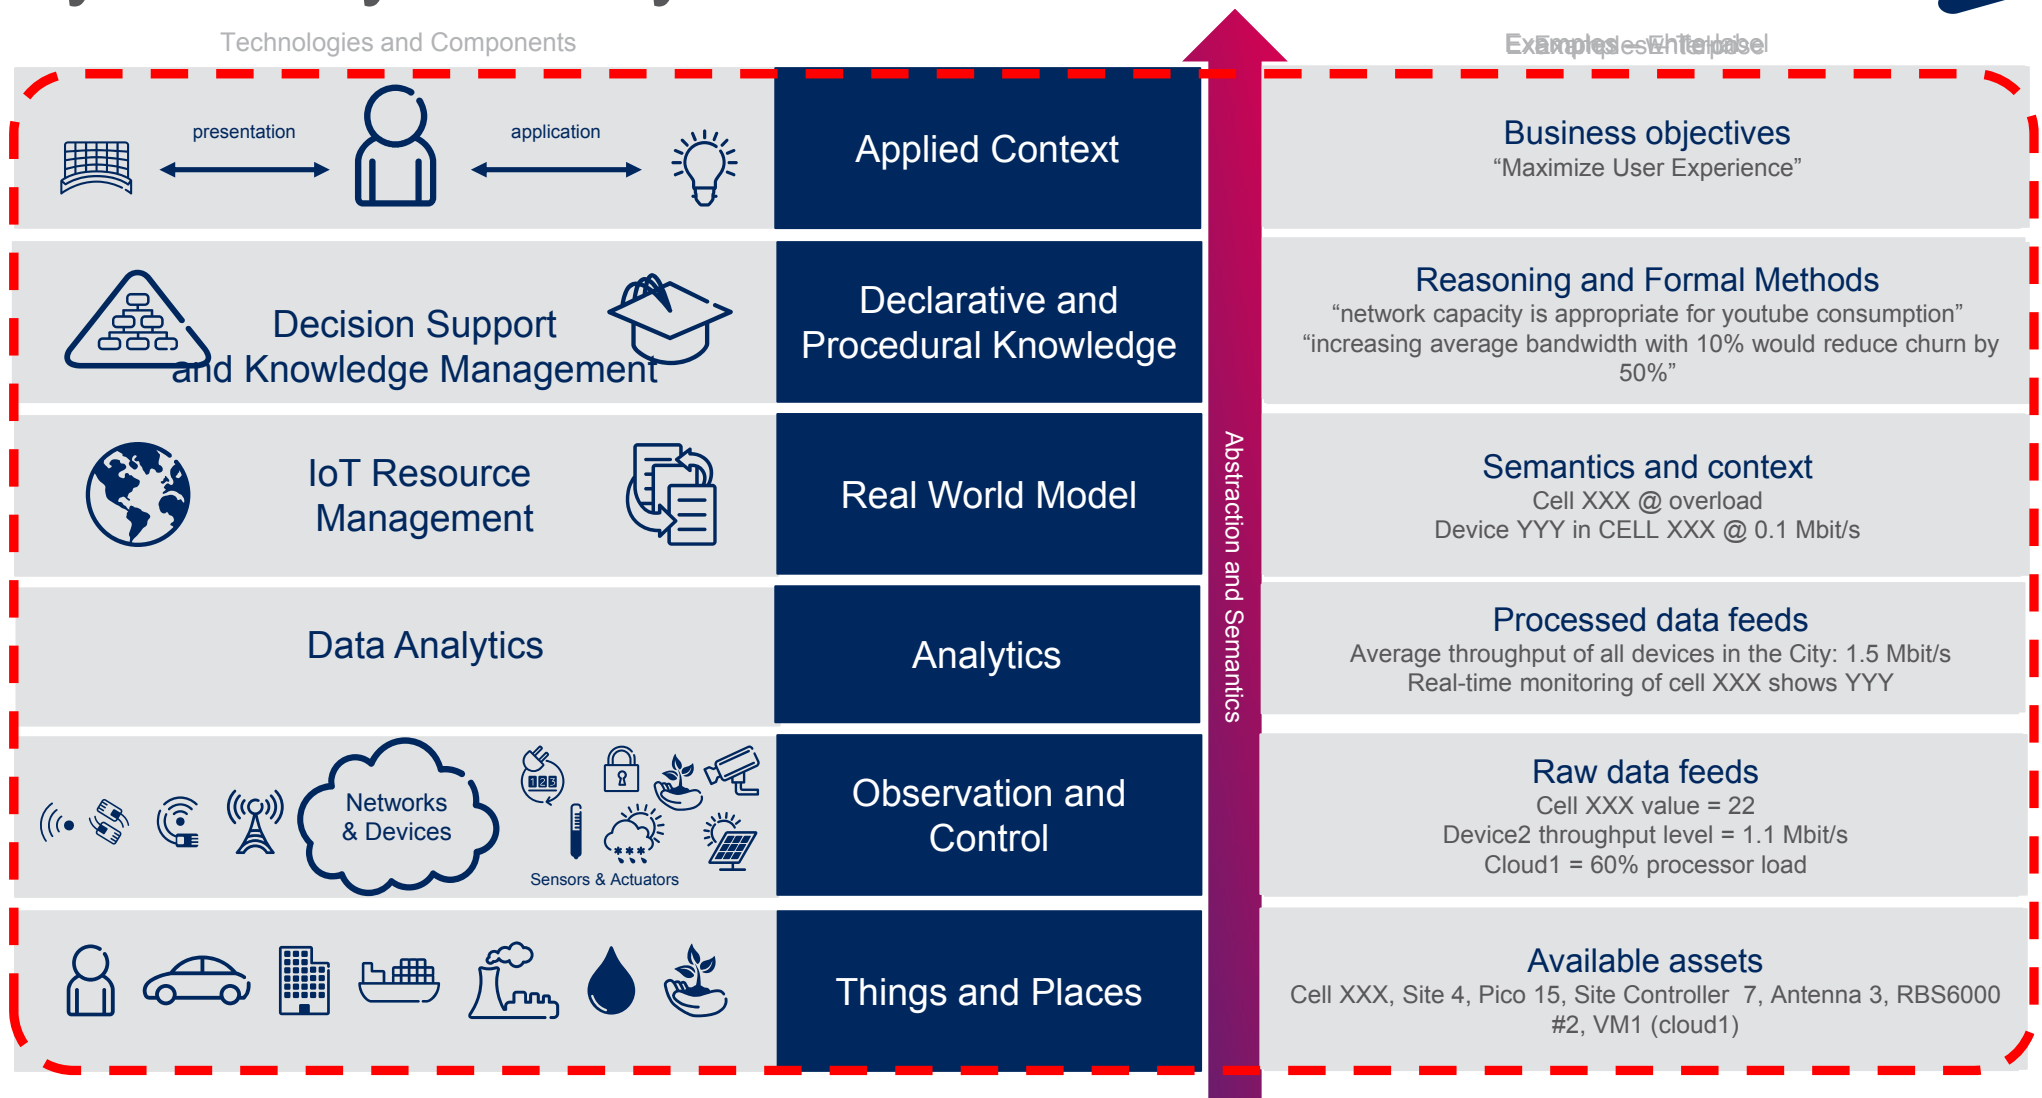 Technologies and Components
presentation
application
Applied Context
Business objectives
“Maximize User Experience”
Decision Support
and Knowledge Management
Declarative and
Procedural Knowledge
Reasoning and Formal Methods
“network capacity is appropriate for youtube consumption”
“increasing average bandwidth with 10% would reduce churn by
50%”
IoT Resource
Management
Real World Model
Semantics and context
Cell XXX @ overload
Device YYY in CELL XXX @ 0.1 Mbit/s
Abstraction and Semantics
Data Analytics
Analytics
Processed data feeds
Average throughput of all devices in the City: 1.5 Mbit/s
Real-time monitoring of cell XXX shows YYY
Networks
& Devices
123
Sensors & Actuators
Observation and
Control
Raw data feeds
Cell XXX value = 22
Device2 throughput level = 1.1 Mbit/s
Cloud1 = 60% processor load
Things and Places
Available assets
Cell XXX, Site 4, Pico 15, Site Controller 7, Antenna 3, RBS6000
#2, VM1 (cloud1)